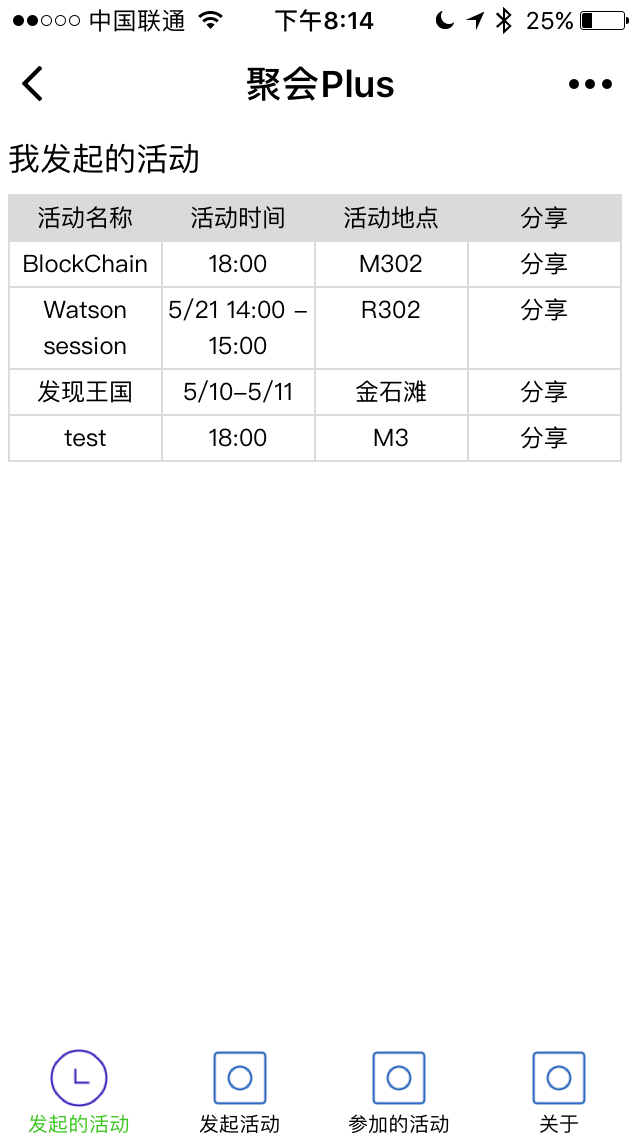 中国联通 下午8:14 25%
聚会Plus
我发起的活动
活动名称 活动时间 活动地点 分享
BlockChain 18:00 M302 分享
Watson session 5/21 14:00 - 15:00 R302 分享
发现王国 5/10-5/11 金石滩 分享
test 18:00 M3 分享
发起的活动 发起活动 参加的活动 关于